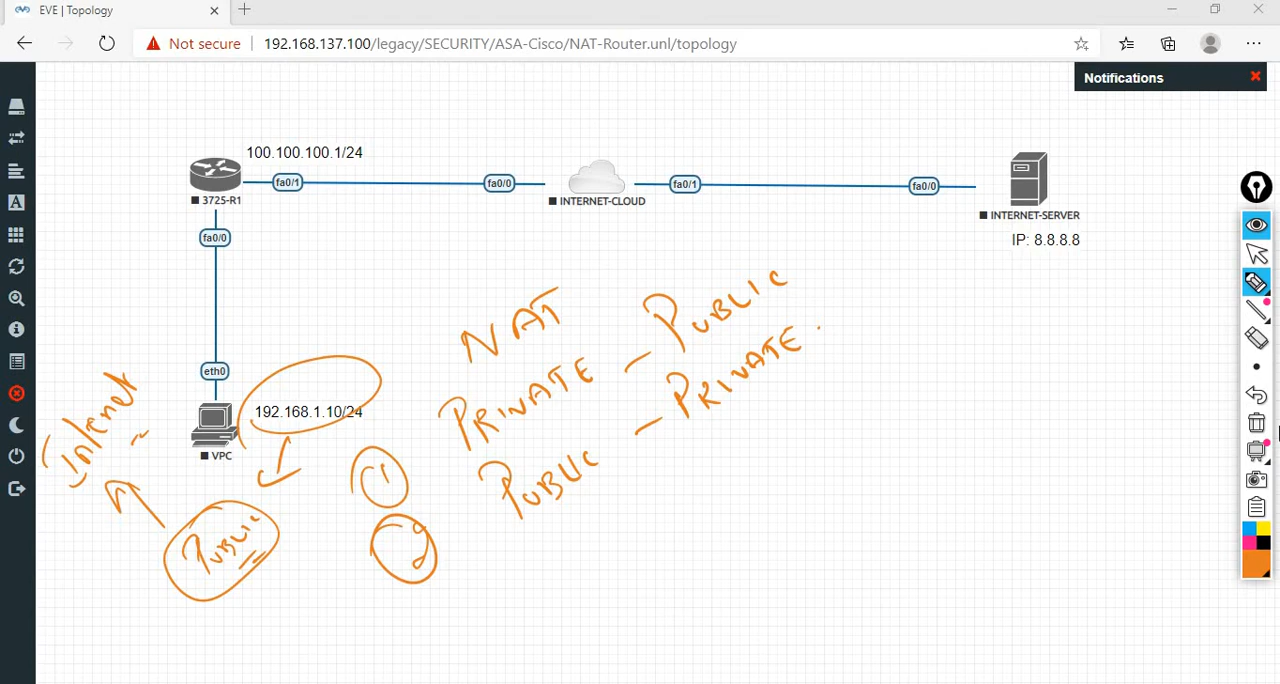 EVE | Topology
Not secure
192.168.137.100/legacy/SECURITY/ASA-Cisco/NAT-Router.unl/topology
Notifications
100.100.100.1/24
fa0/1
fa0/0
fa0/1
fa0/0
3725-R1
INTERNET-CLOUD
INTERNET-SERVER
IP: 8.8.8.8
fa0/0
eth0
192.168.1.10/24
VPC
NAT
PRIVATE - PUBLIC
PUBLIC - PRIVATE.
Internet
PUBLIC
1
2
A